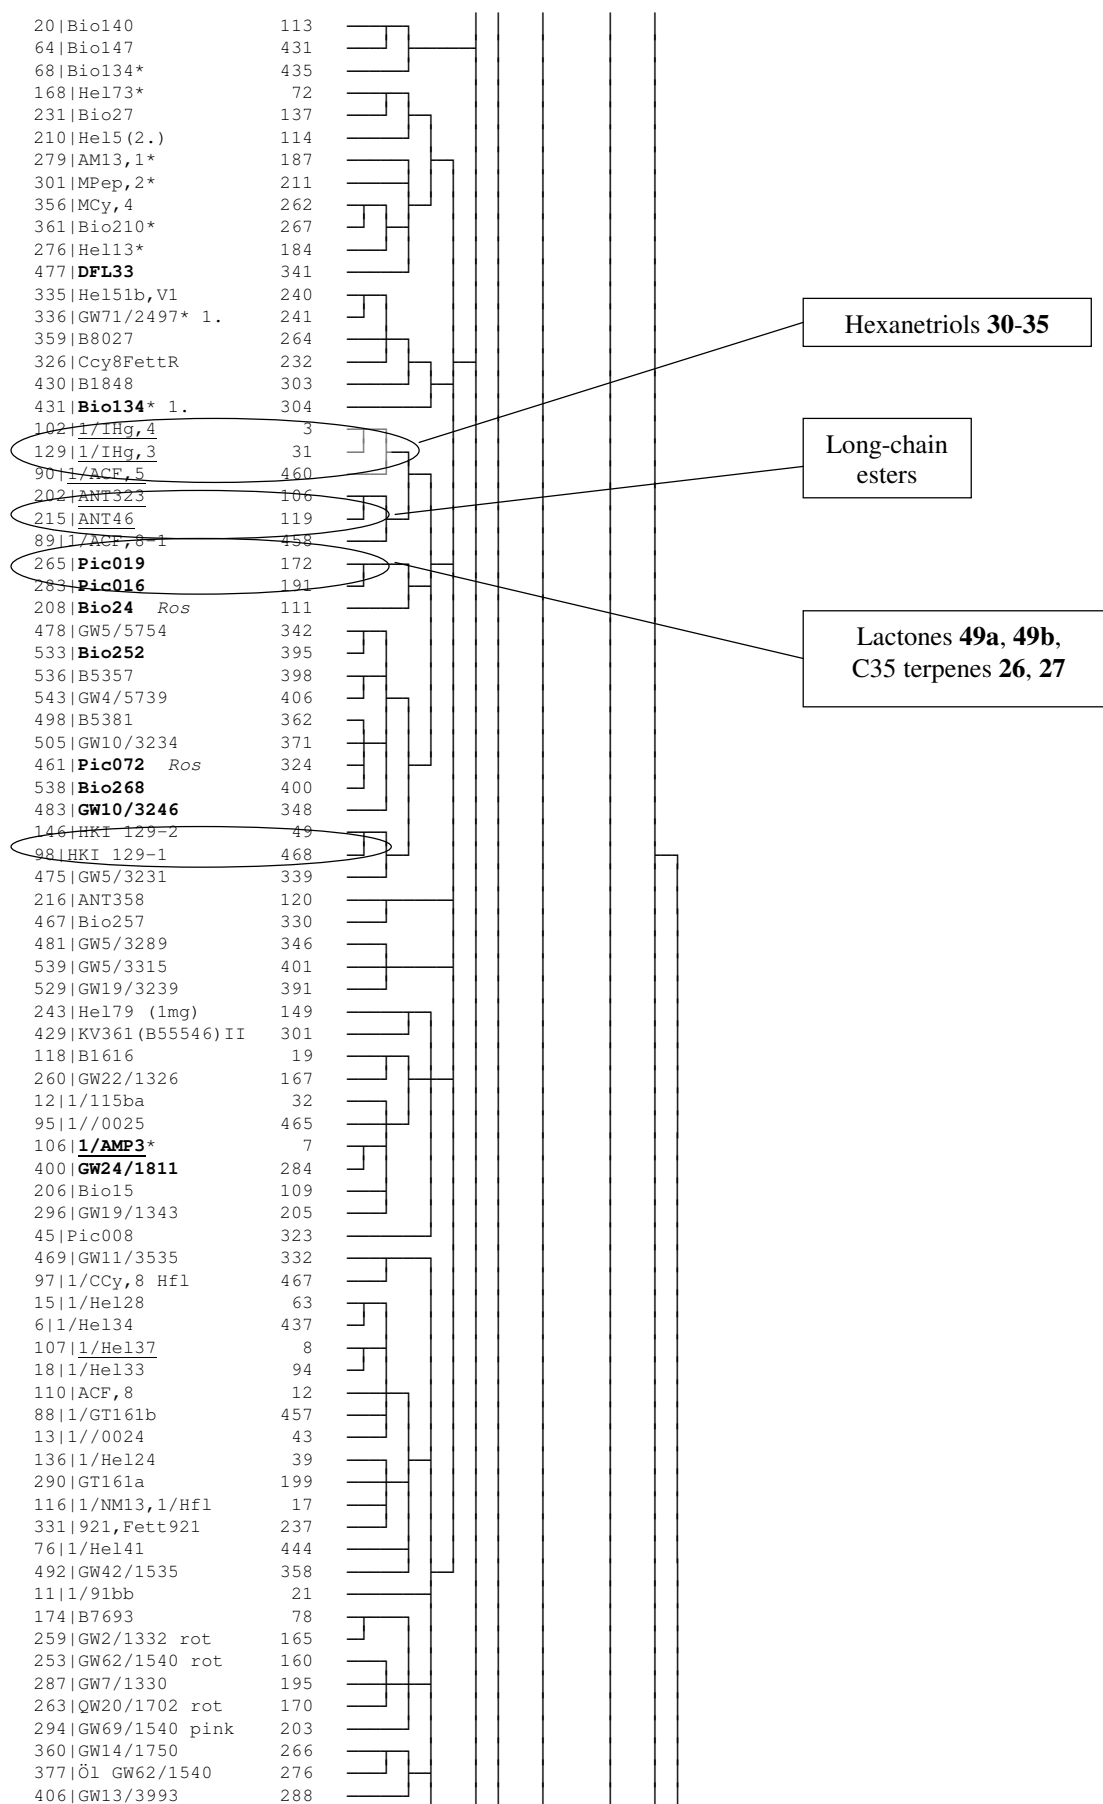 20|Bio140 113
64|Bio147 431
68|Bio134* 435
168|Hel73* 72
231|Bio27 137
210|Hel5(2.) 114
279|AM13,1* 187
301|MPep,2* 211
356|MCy,4 262
361|Bio210* 267
276|Hel13* 184
477|DFL33 341
335|Hel51b,V1 240
336|GW71/2497* 1. 241
Hexanetriols 30-35
359|B8027 264
326|Ccy8FettR 232
430|B1848 303
431|Bio134* 1. 304
102|1/IHg,4 3
129|1/IHg,3 31
Long-chain
esters
90|1/ACF,5 460
202|ANT323 106
215|ANT46 119
89|1/ACF,8-1 458
265|Pic019 172
283|Pic016 191
208|Bio24 Ros 111
478|GW5/5754 342
Lactones 49a, 49b,
C35 terpenes 26, 27
533|Bio252 395
536|B5357 398
543|GW4/5739 406
498|B5381 362
505|GW10/3234 371
461|Pic072 Ros 324
538|Bio268 400
483|GW10/3246 348
146|HKI 129-2 49
98|HKI 129-1 468
475|GW5/3231 339
216|ANT358 120
467|Bio257 330
481|GW5/3289 346
539|GW5/3315 401
529|GW19/3239 391
243|Hel79 (1mg) 149
429|KV361(B55546)II 301
118|B1616 19
260|GW22/1326 167
12|1/115ba 32
95|1//0025 465
106|1/AMP3* 7
400|GW24/1811 284
206|Bio15 109
296|GW19/1343 205
45|Pic008 323
469|GW11/3535 332
97|1/CCy,8 Hfl 467
15|1/Hel28 63
6|1/Hel34 437
107|1/Hel37 8
18|1/Hel33 94
110|ACF,8 12
88|1/GT161b 457
13|1//0024 43
136|1/Hel24 39
290|GT161a 199
116|1/NM13,1/Hfl 17
331|921,Fett921 237
76|1/Hel41 444
492|GW42/1535 358
11|1/91bb 21
174|B7693 78
259|GW2/1332 rot 165
253|GW62/1540 rot 160
287|GW7/1330 195
263|QW20/1702 rot 170
294|GW69/1540 pink 203
360|GW14/1750 266
377|Öl GW62/1540 276
406|GW13/3993 288